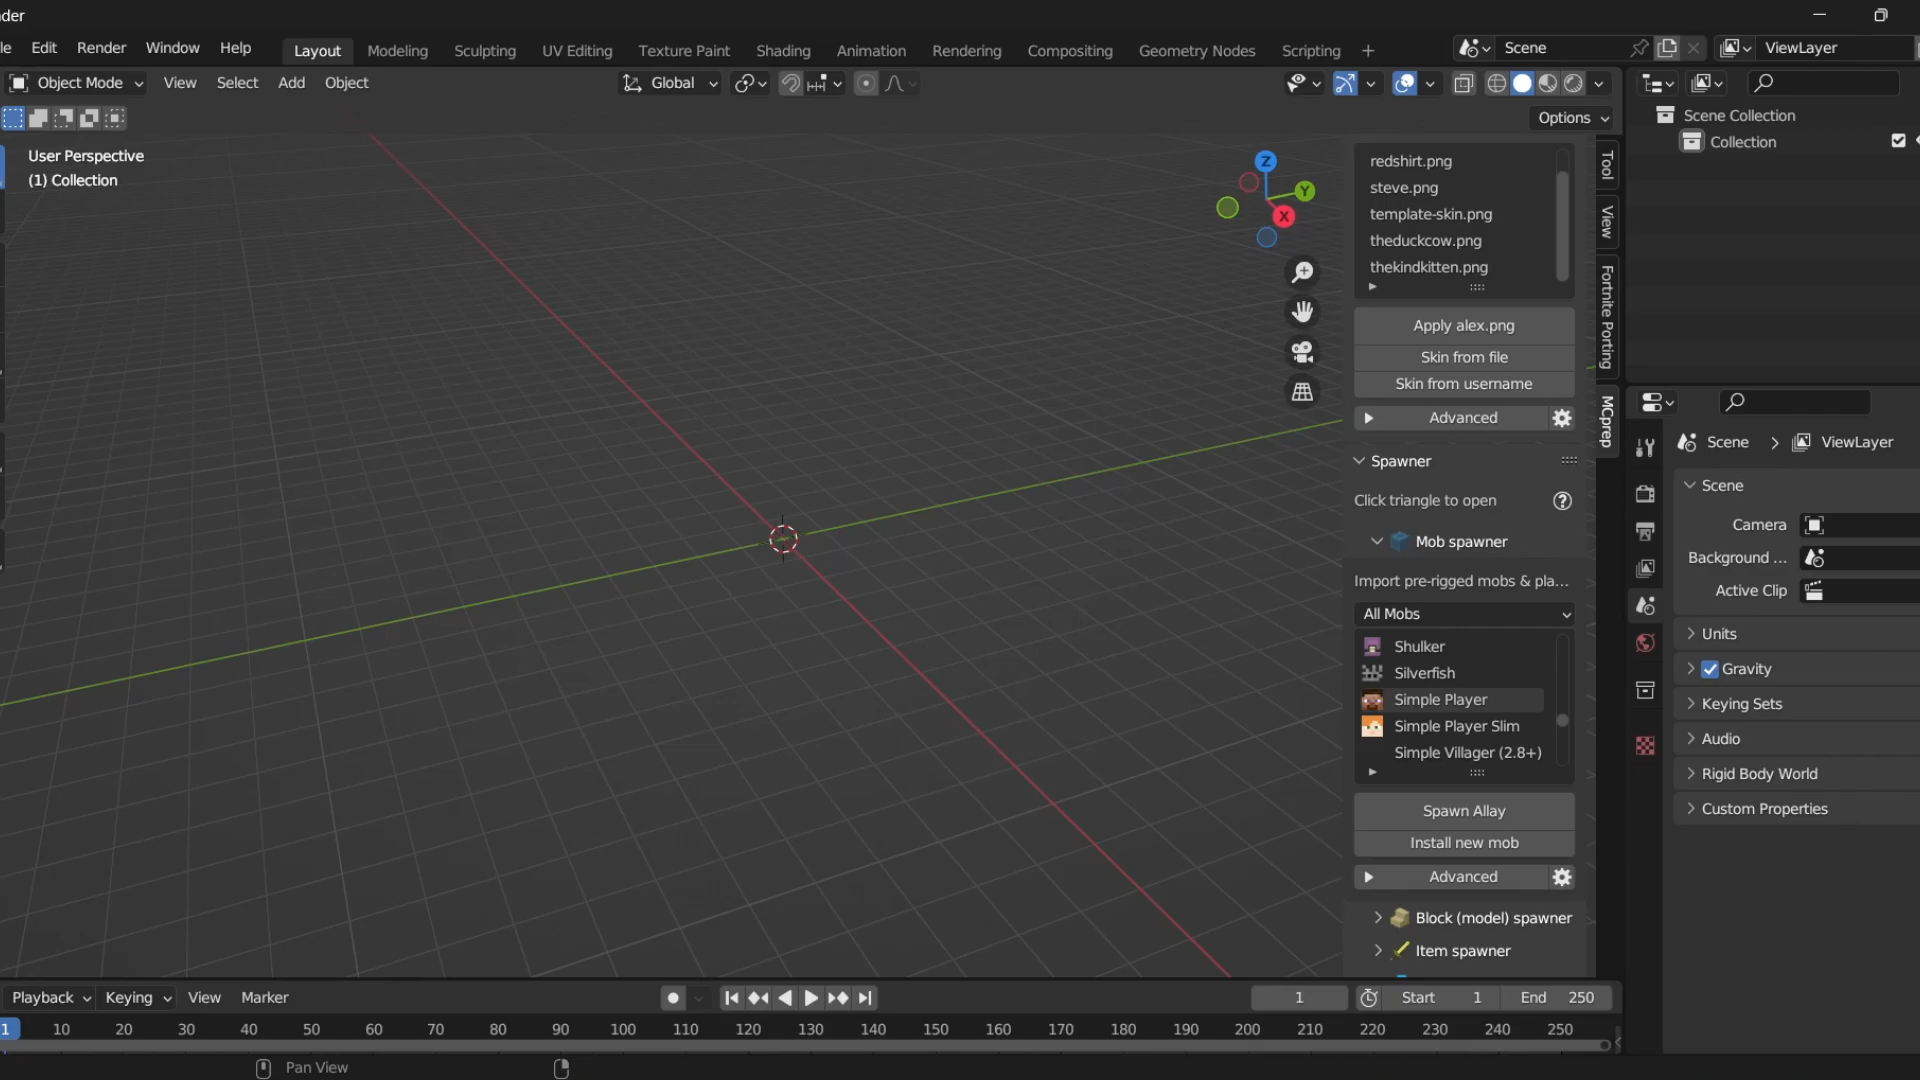 der
le Edit Render Window Help Layout Modeling Sculpting UV Editing Texture Paint Shading Animation Rendering Compositing Geometry Nodes Scripting + Scene ViewLayer
Object Mode View Select Add Object Global
Options
User Perspective
(1) Collection
Z
Y
X
redshirt.png
steve.png
template-skin.png
theduckcow.png
thekindkitten.png
Apply alex.png
Skin from file
Skin from username
Advanced
Spawner
Click triangle to open
Mob spawner
Import pre-rigged mobs & pla...
All Mobs
Shulker
Silverfish
Simple Player
Simple Player Slim
Simple Villager (2.8+)
Spawn Allay
Install new mob
Advanced
Block (model) spawner
Item spawner
Tool
View
Fortnite Porting
MCprep
Scene Collection
Collection
Scene > ViewLayer
Scene
Camera
Background ...
Active Clip
Units
Gravity
Keying Sets
Audio
Rigid Body World
Custom Properties
Playback Keying View Marker 1 Start 1 End 250
1 10 20 30 40 50 60 70 80 90 100 110 120 130 140 150 160 170 180 190 200 210 220 230 240 250
Pan View